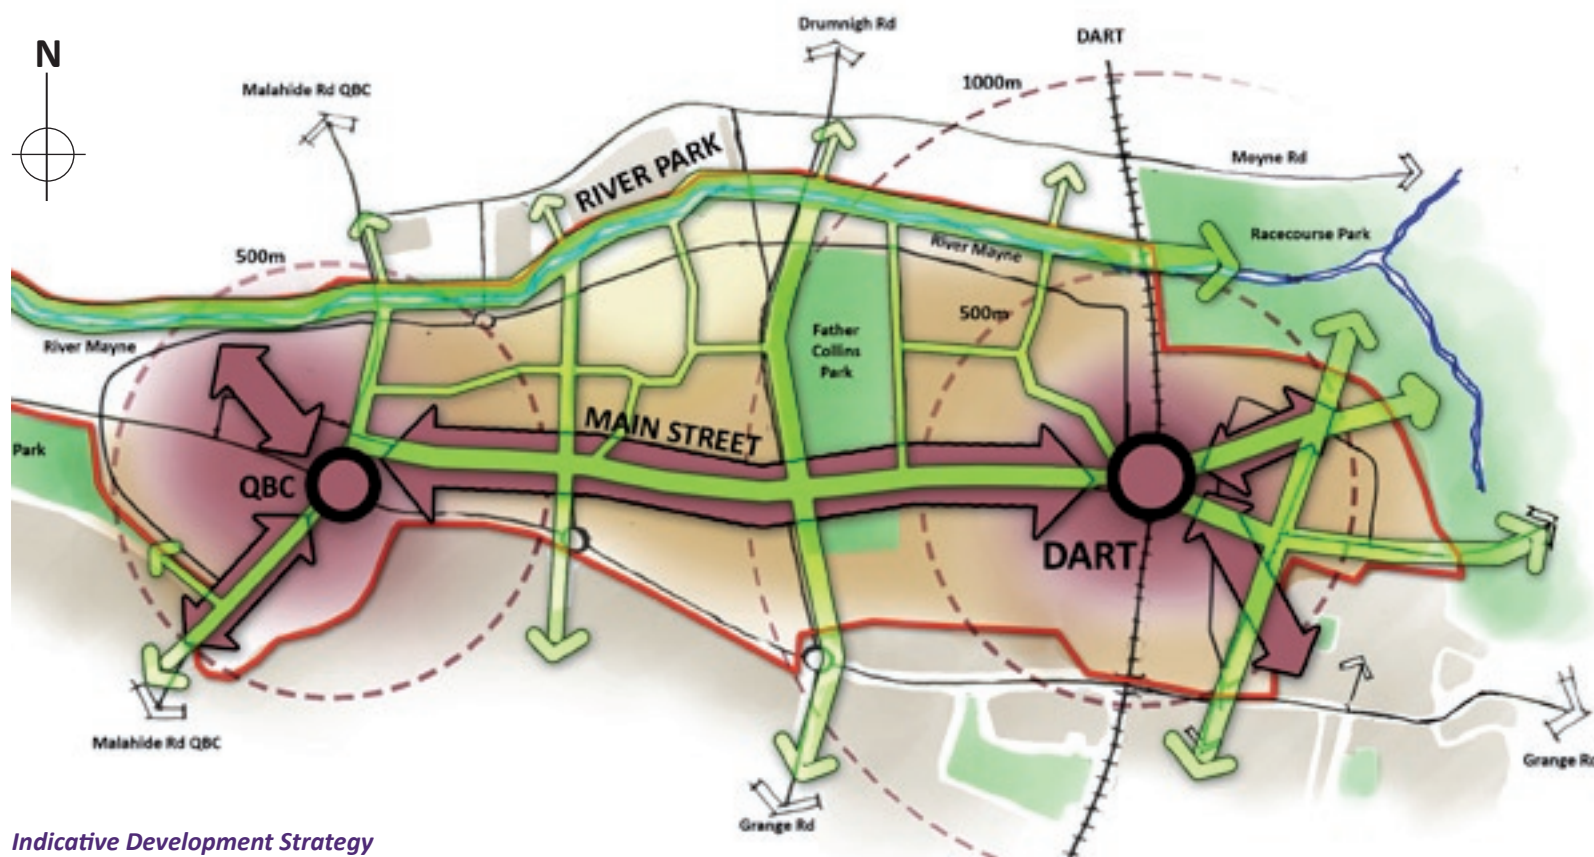 N
Drumnigh Rd
DART
Malahide Rd QBC
1000m
RIVER PARK
Moyne Rd
500m
Racecourse Park
River Mayne
River Mayne
500m
Father
Collins
Park
MAIN STREET
Park
QBC
DART
Malahide Rd QBC
Grange Rd
Grange Rd
Indicative Development Strategy